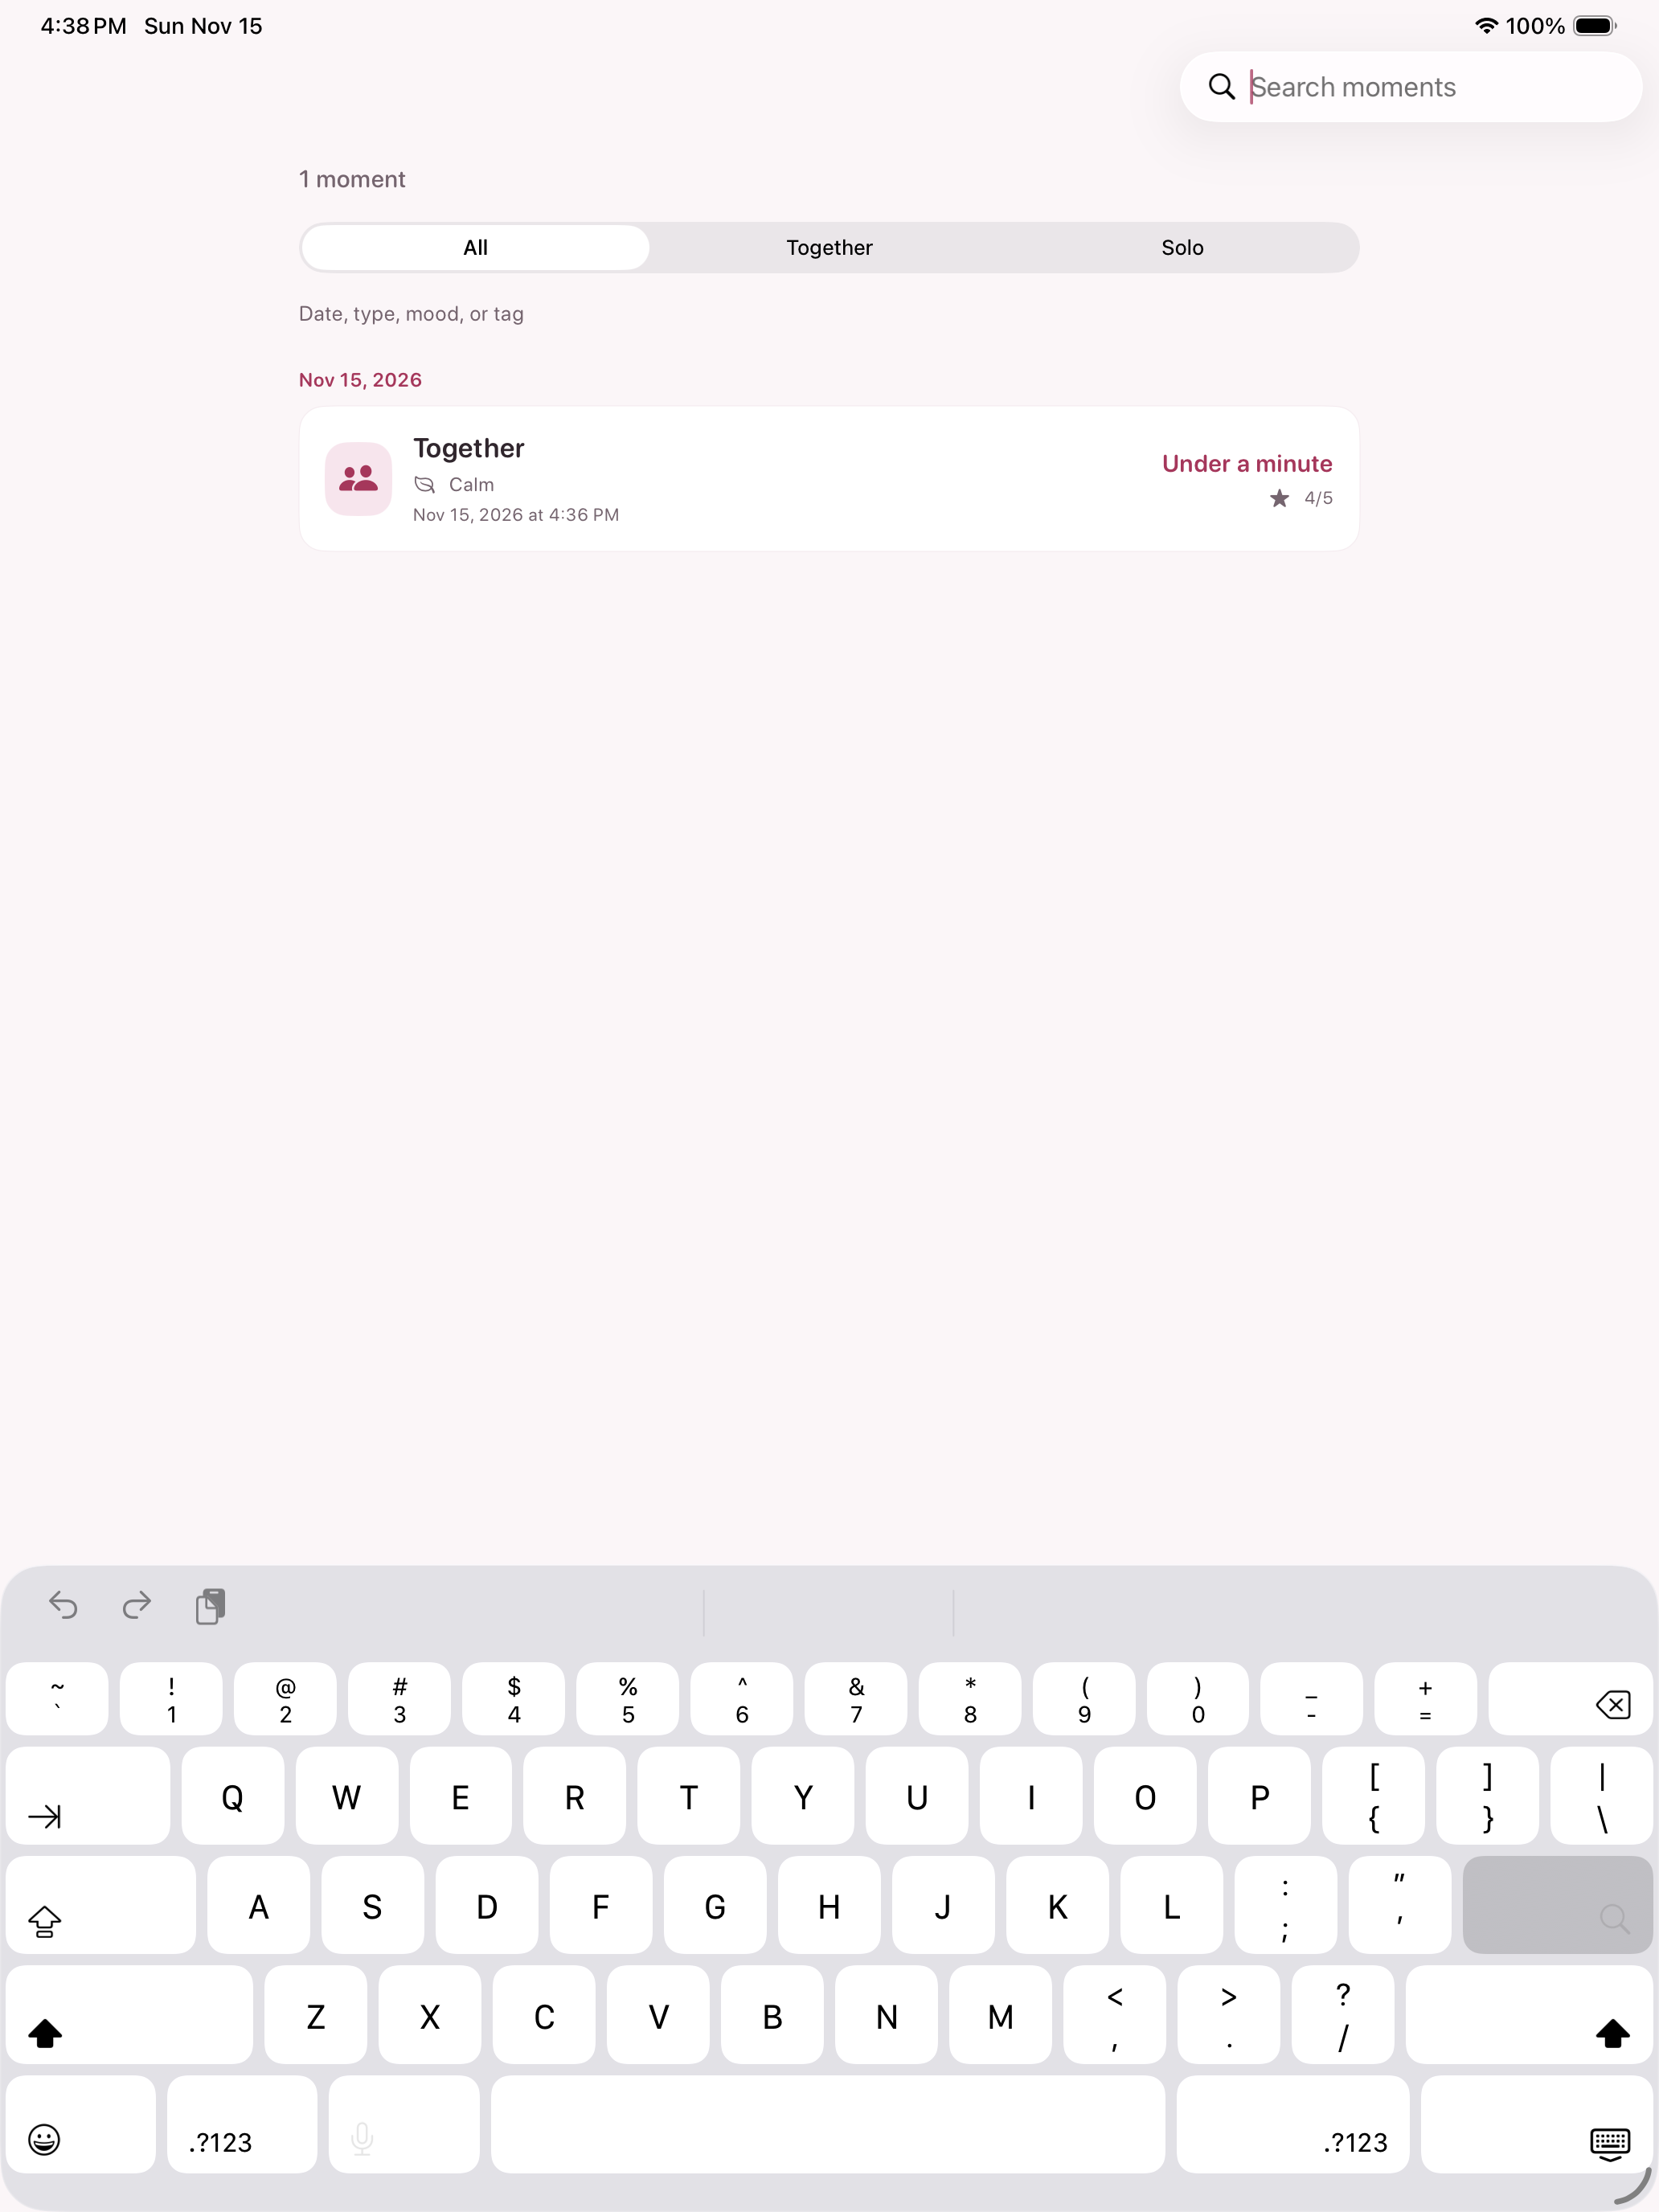 4:38 PM Sun Nov 15
100%
Search moments
1 moment
All Together Solo
Date, type, mood, or tag
Nov 15, 2026
Together
Under a minute
Calm
4/5
Nov 15, 2026 at 4:36 PM
~ ! @ # $ % ^ & * ( ) _ +
` 1 2 3 4 5 6 7 8 9 0 - =
Q W E R T Y U I O P [ ] |
{ } \
A S D F G H J K L : "
; '
Z X C V B N M < > ?
, . /
.?123 .?123